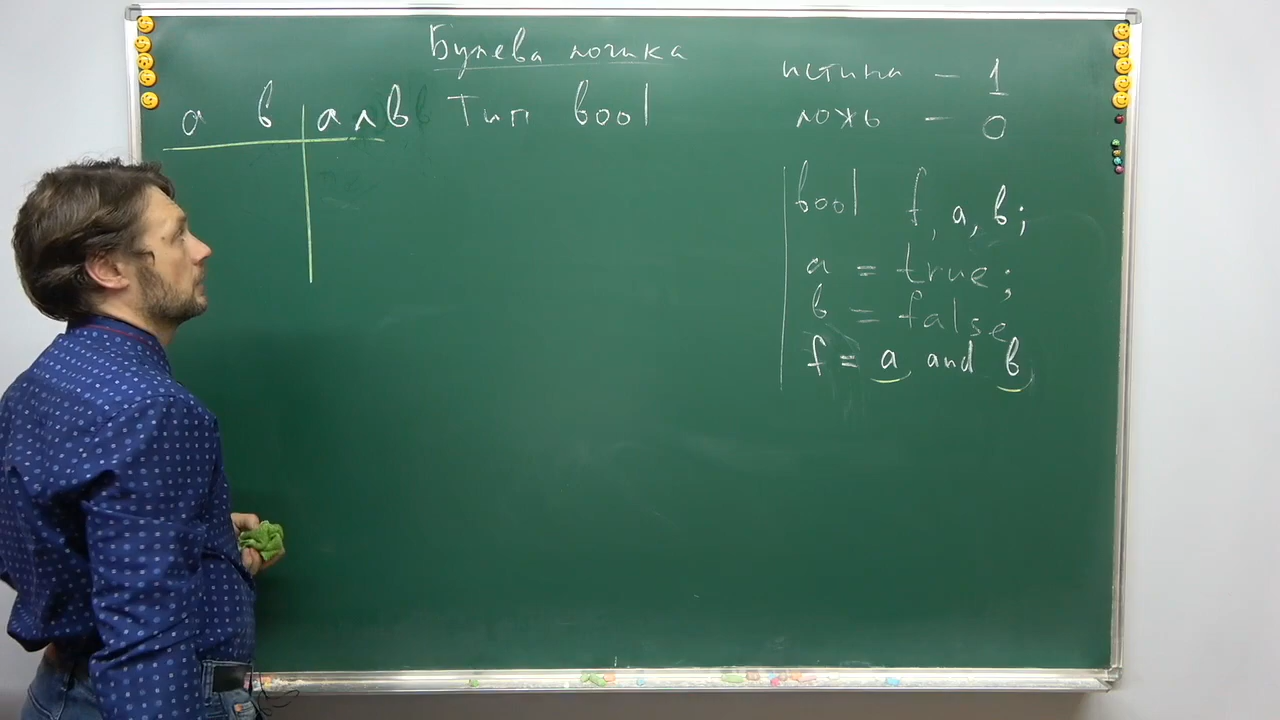 Булева логика
Тип bool
a b a ∧ b
истина - 1
ложь - 0
bool f, a, b;
a = true;
b = false
f = a and b